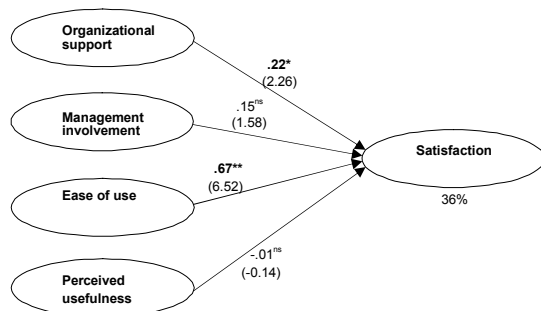 Organizational
support
.22*
(2.26)
Management
involvement
.15ns
(1.58)
Satisfaction
.67**
(6.52)
Ease of use
36%
-.01ns
(-0.14)
Perceived
usefulness